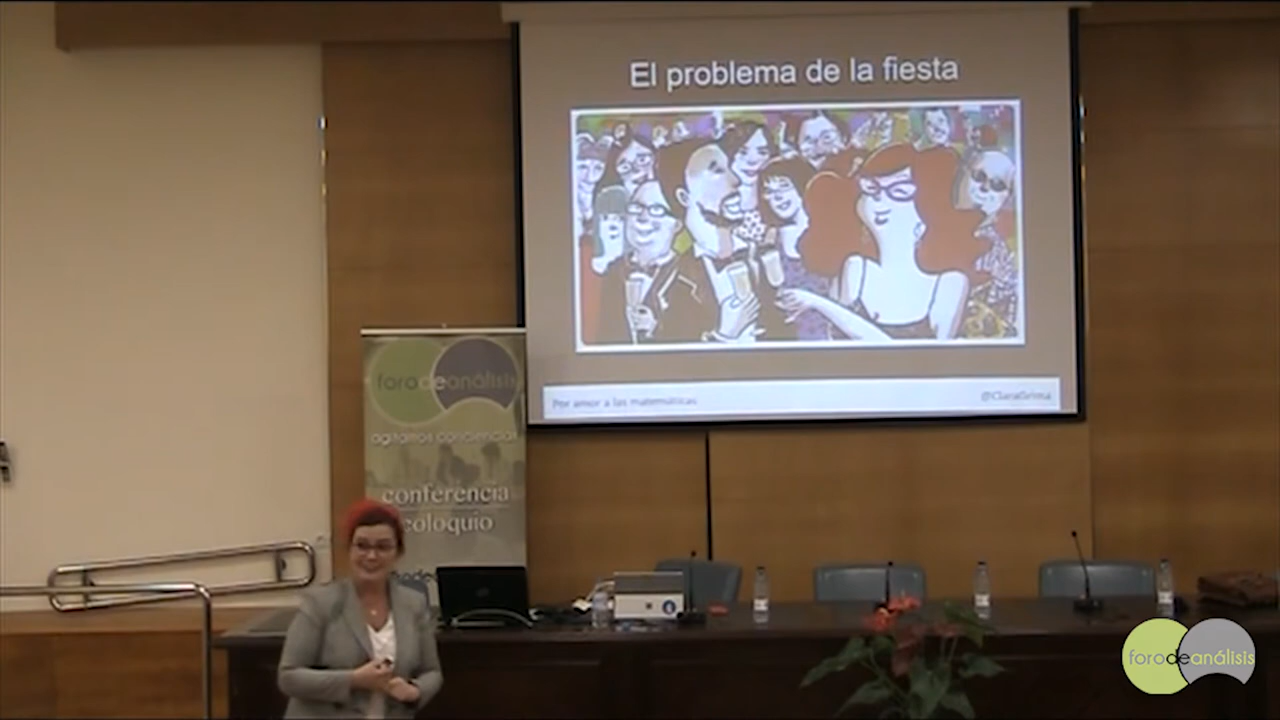 El problema de la fiesta
Por amor a las matemáticas
@ClaraGrima
forodeanálisis
agitamos conciencias
conferencia
coloquio
forodeanálisis